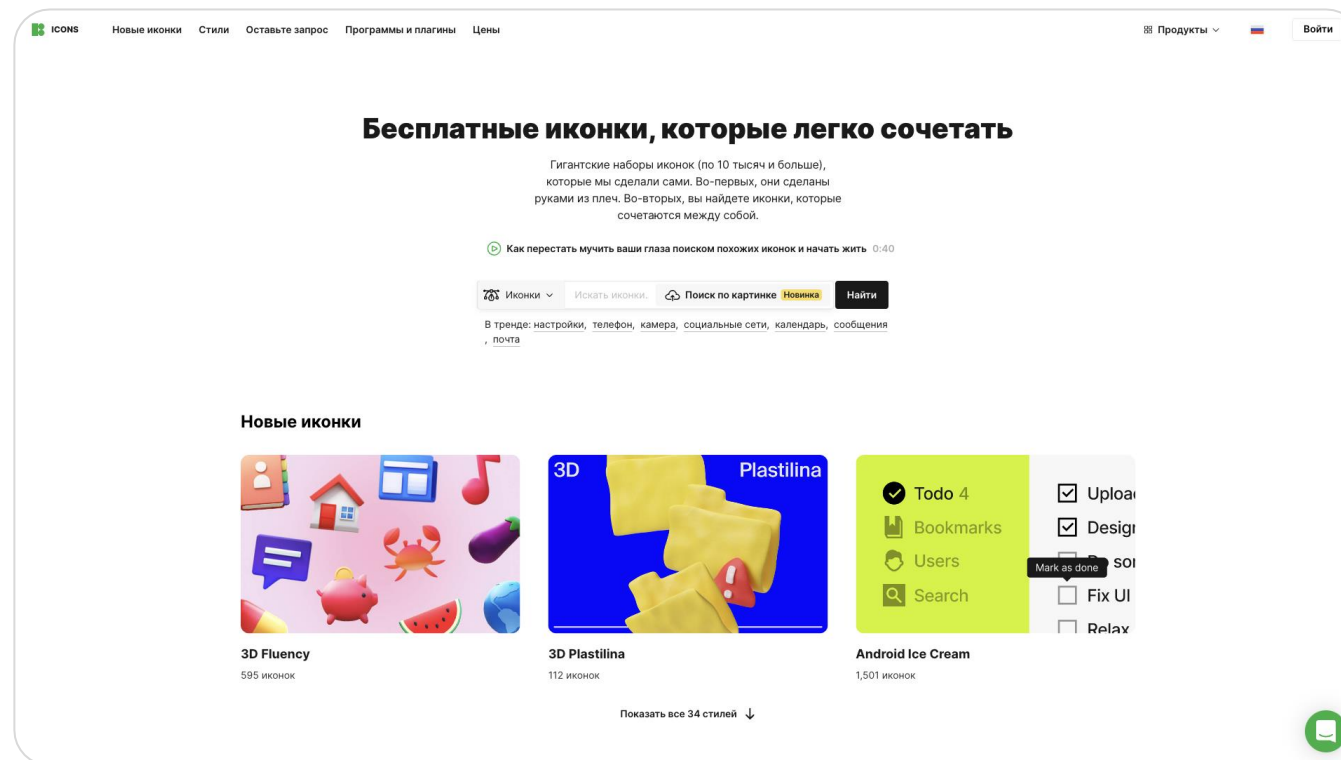 ICONS
Новые иконки
Стили
Оставьте запрос
Программы и плагины
Цены
Продукты
Войти
Бесплатные иконки, которые легко сочетать
Гигантские наборы иконок (по 10 тысяч и больше),
которые мы сделали сами. Во-первых, они сделаны
руками из плеч. Во-вторых, вы найдете иконки, которые
сочетаются между собой.
Как перестать мучить ваши глаза поиском похожих иконок и начать жить 0:40
Иконки
Искать иконки.
Поиск по картинке Новинка
Найти
В тренде: настройки, телефон, камера, социальные сети, календарь, сообщения
, почта
Новые иконки
3D Plastilina
Todo 4
Bookmarks
Users
Search
Uploa
Desigr
Mark as done
Fix UI
Relax
3D Fluency
595 иконок
3D Plastilina
112 иконок
Android Ice Cream
1,501 иконок
Показать все 34 стилей